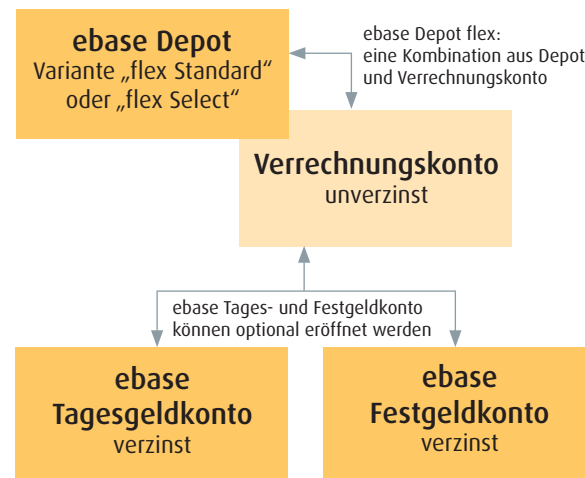 ebase Depot
Variante „flex Standard“
oder „flex Select“
ebase Depot flex:
eine Kombination aus Depot
und Verrechnungskonto
Verrechnungskonto
unverzinst
ebase Tages- und Festgeldkonto
können optional eröffnet werden
ebase
Tagesgeldkonto
verzinst
ebase
Festgeldkonto
verzinst